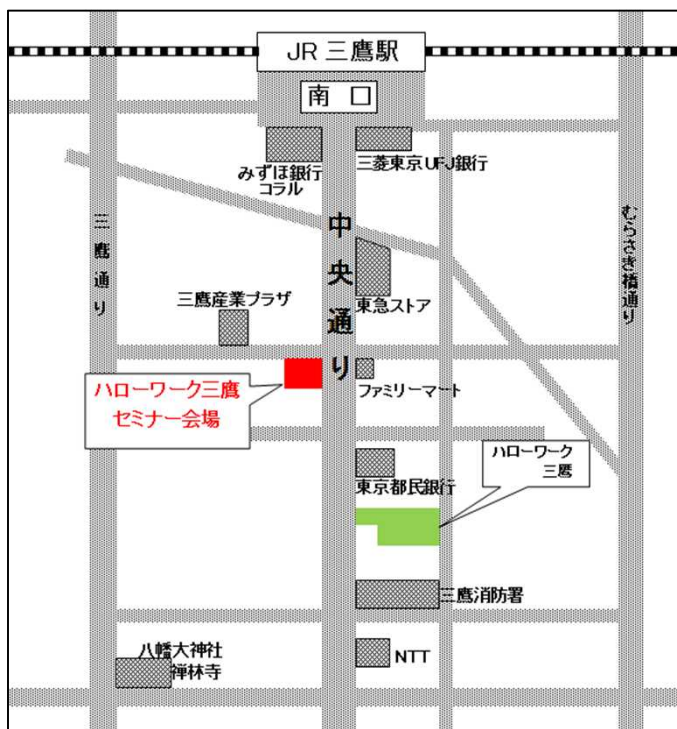 JR 三鷹駅
南 口
みずほ銀行
コラル
三菱東京UFJ銀行
三鷹通り
中央通り
むらさき橋通り
東急ストア
三鷹産業プラザ
ファミリーマート
ハローワーク三鷹
セミナー会場
ハローワーク
三鷹
東京都民銀行
三鷹消防署
八幡大神社
禅林寺
NTT